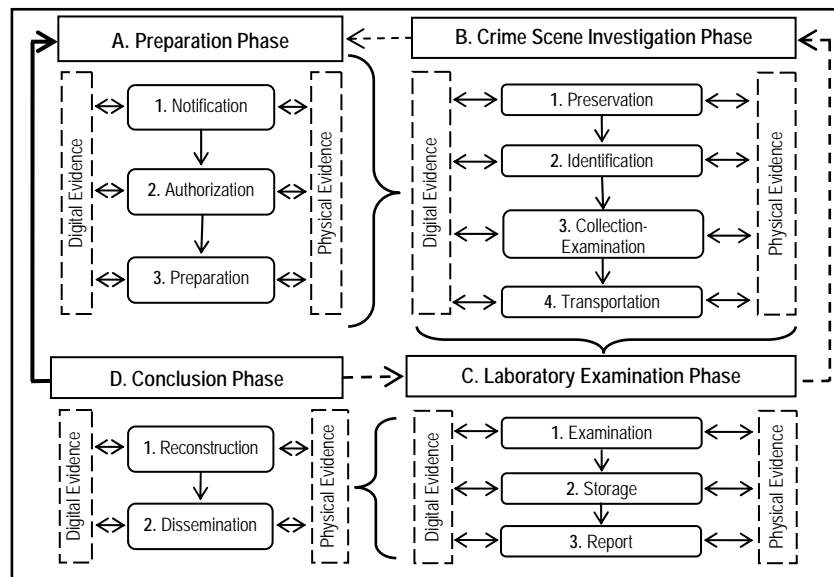 A. Preparation Phase
Digital Evidence
1. Notification
2. Authorization
3. Preparation
Physical Evidence
B. Crime Scene Investigation Phase
Digital Evidence
1. Preservation
2. Identification
3. Collection-
Examination
4. Transportation
Physical Evidence
D. Conclusion Phase
Digital Evidence
1. Reconstruction
2. Dissemination
Physical Evidence
C. Laboratory Examination Phase
Digital Evidence
1. Examination
2. Storage
3. Report
Physical Evidence